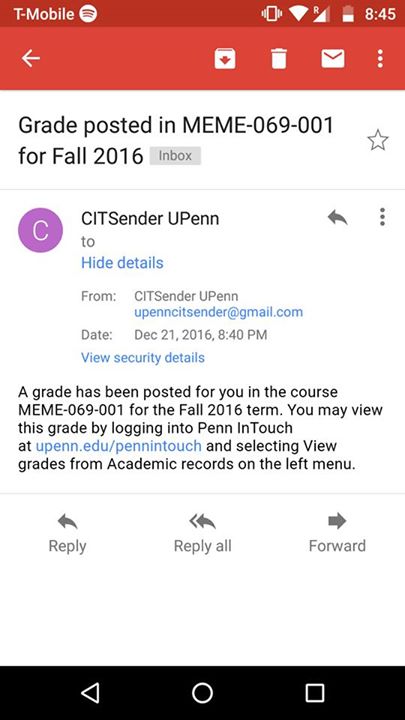 T-Mobile R 8:45
Grade posted in MEME-069-001
for Fall 2016 Inbox
C
CITSender UPenn
to
Hide details
From: CITSender UPenn
upenncitsender@gmail.com
Date: Dec 21, 2016, 8:40 PM
View security details
A grade has been posted for you in the course
MEME-069-001 for the Fall 2016 term. You may view
this grade by logging into Penn InTouch
at upenn.edu/pennintouch and selecting View
grades from Academic records on the left menu.
Reply Reply all Forward